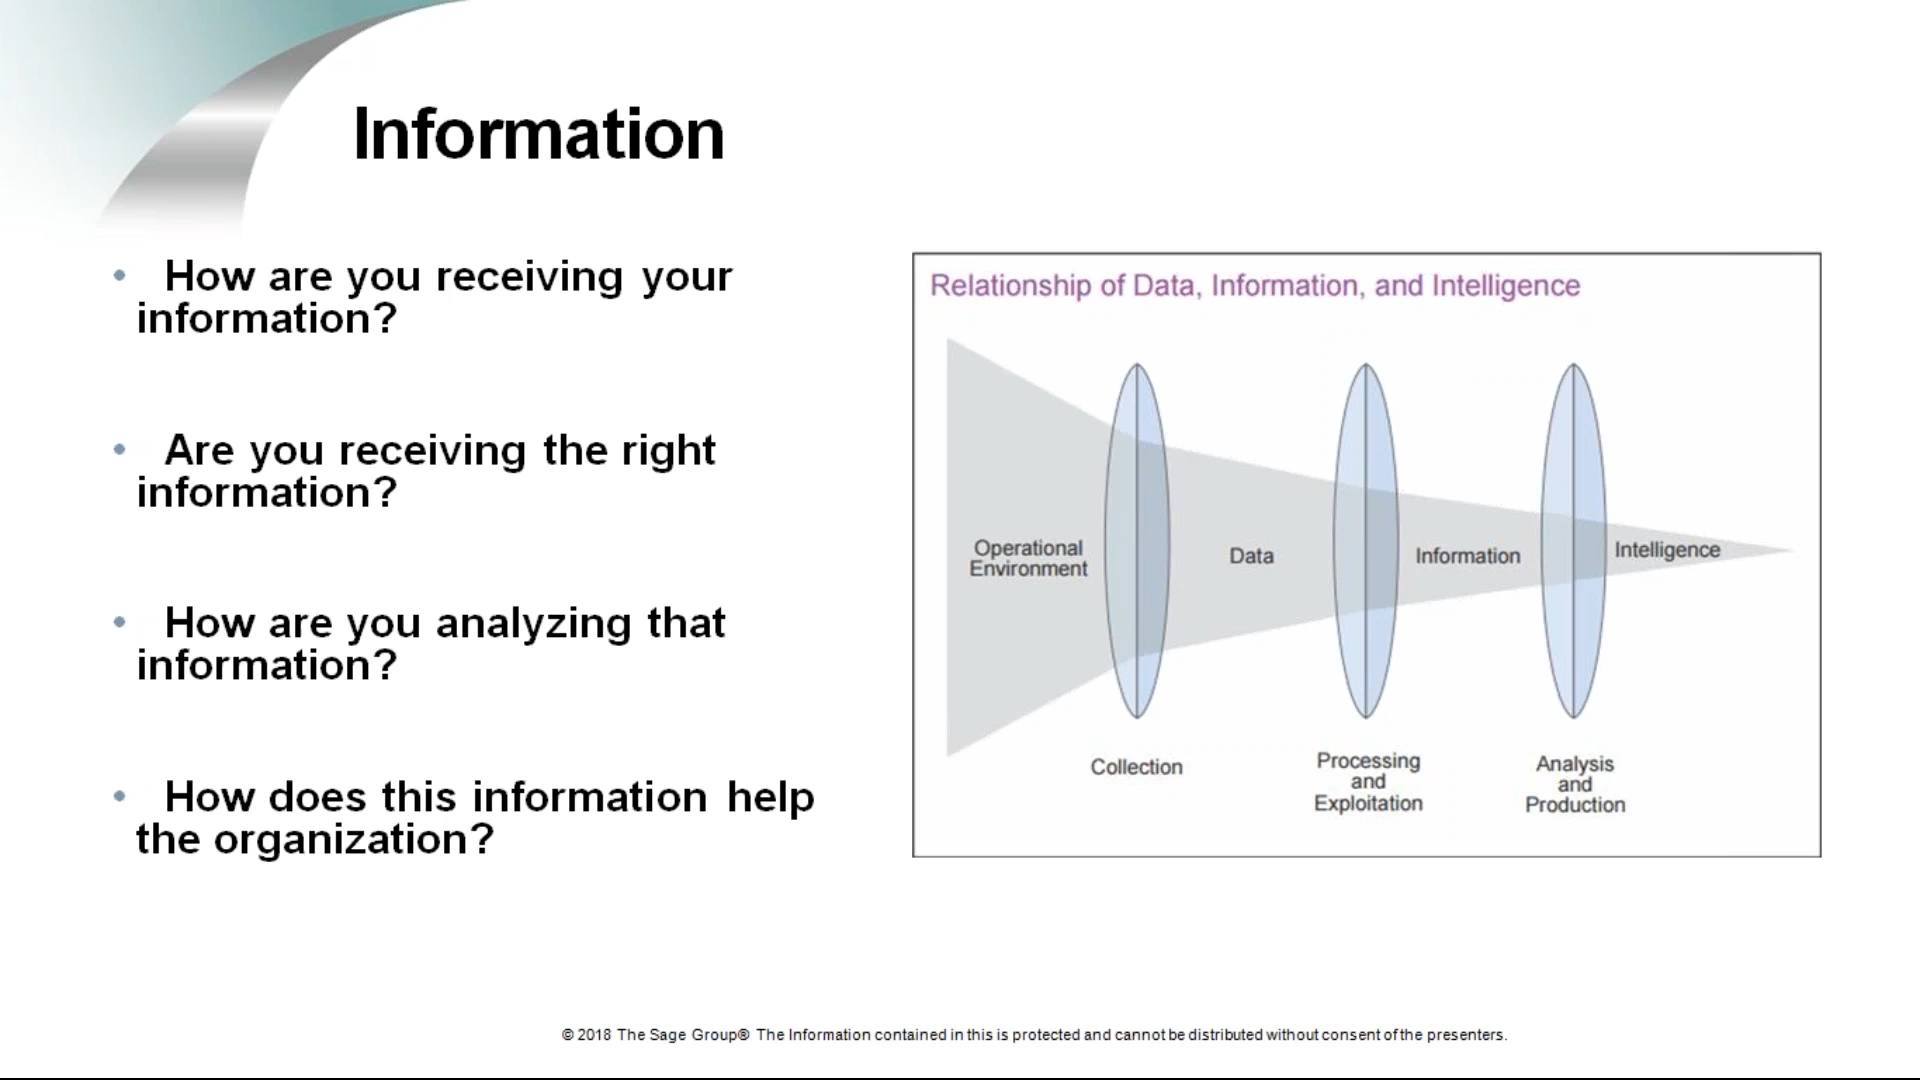 Information
• How are you receiving your
information?
• Are you receiving the right
information?
• How are you analyzing that
information?
• How does this information help
the organization?
Relationship of Data, Information, and Intelligence
Operational
Environment
Data
Information
Intelligence
Collection
Processing
and
Exploitation
Analysis
and
Production
© 2018 The Sage Group® The Information contained in this is protected and cannot be distributed without consent of the presenters.